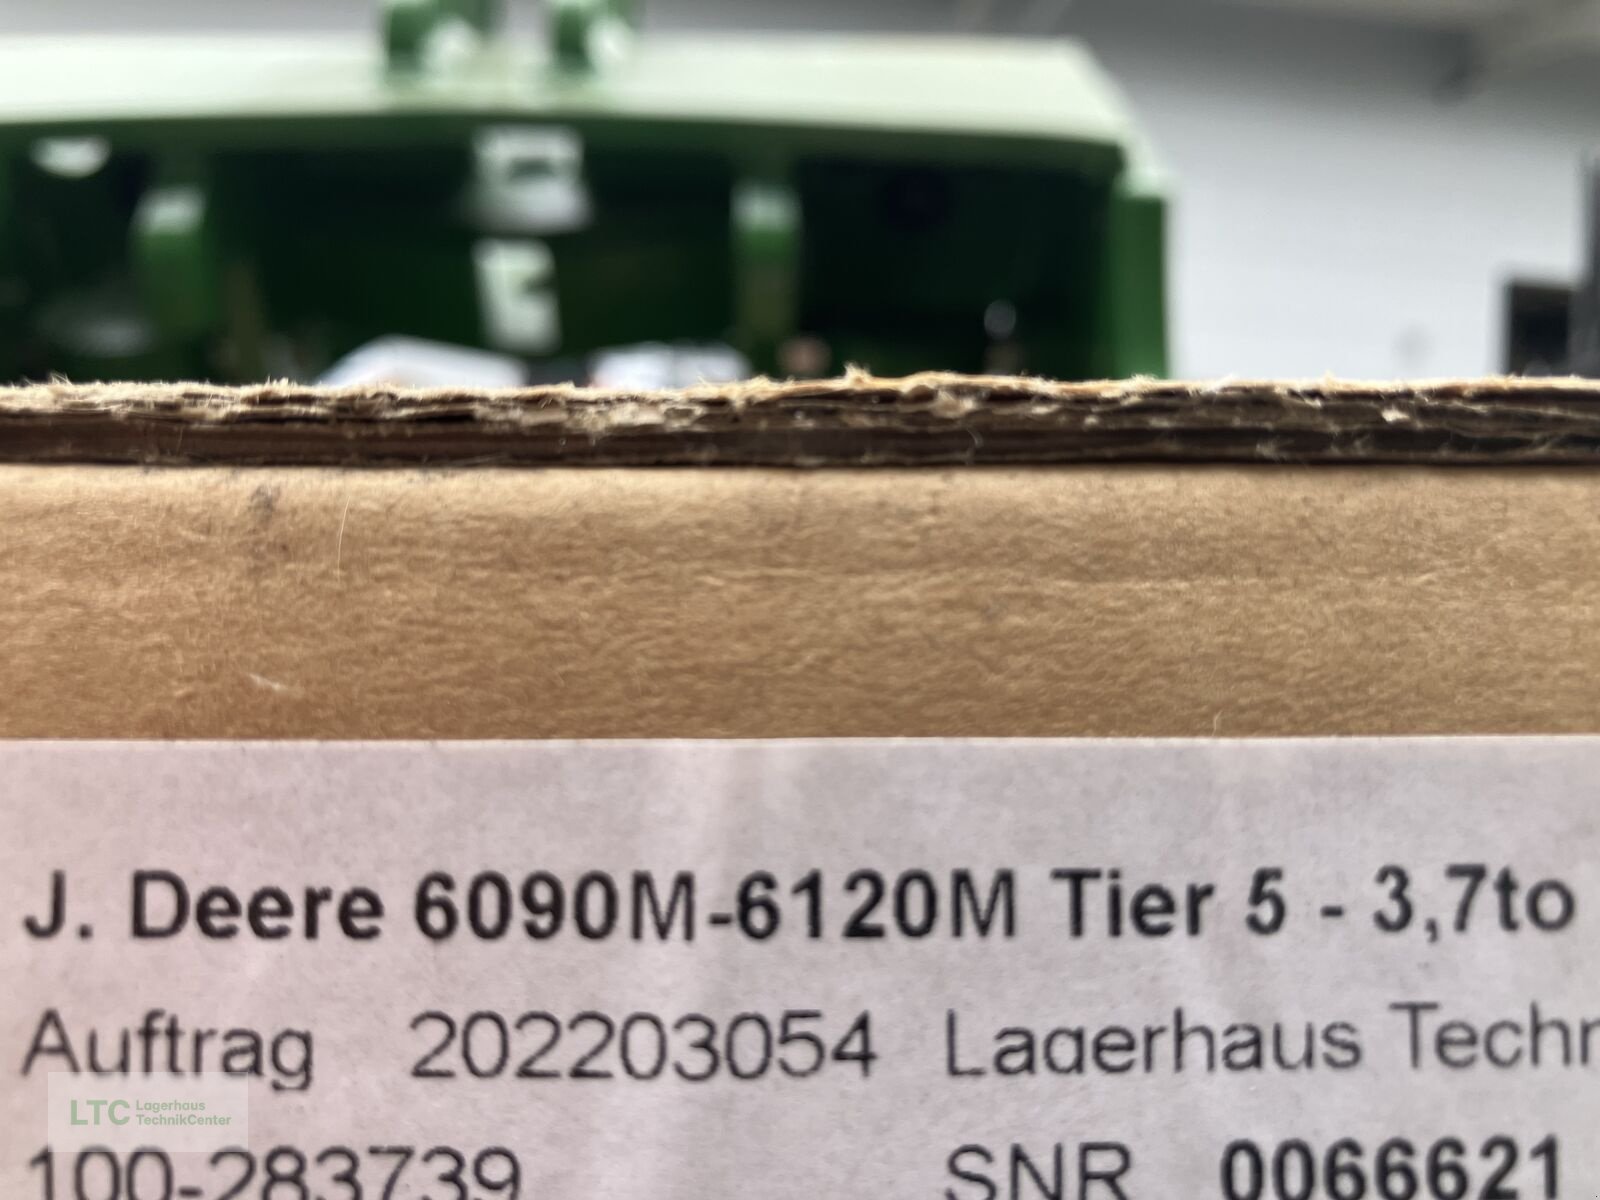 J. Deere 6090M-6120M Tier 5 - 3,7to
Auftrag 202203054 Lagerhaus Techn
LTC Lagerhaus
TechnikCenter
100-283739 SNR 0066621